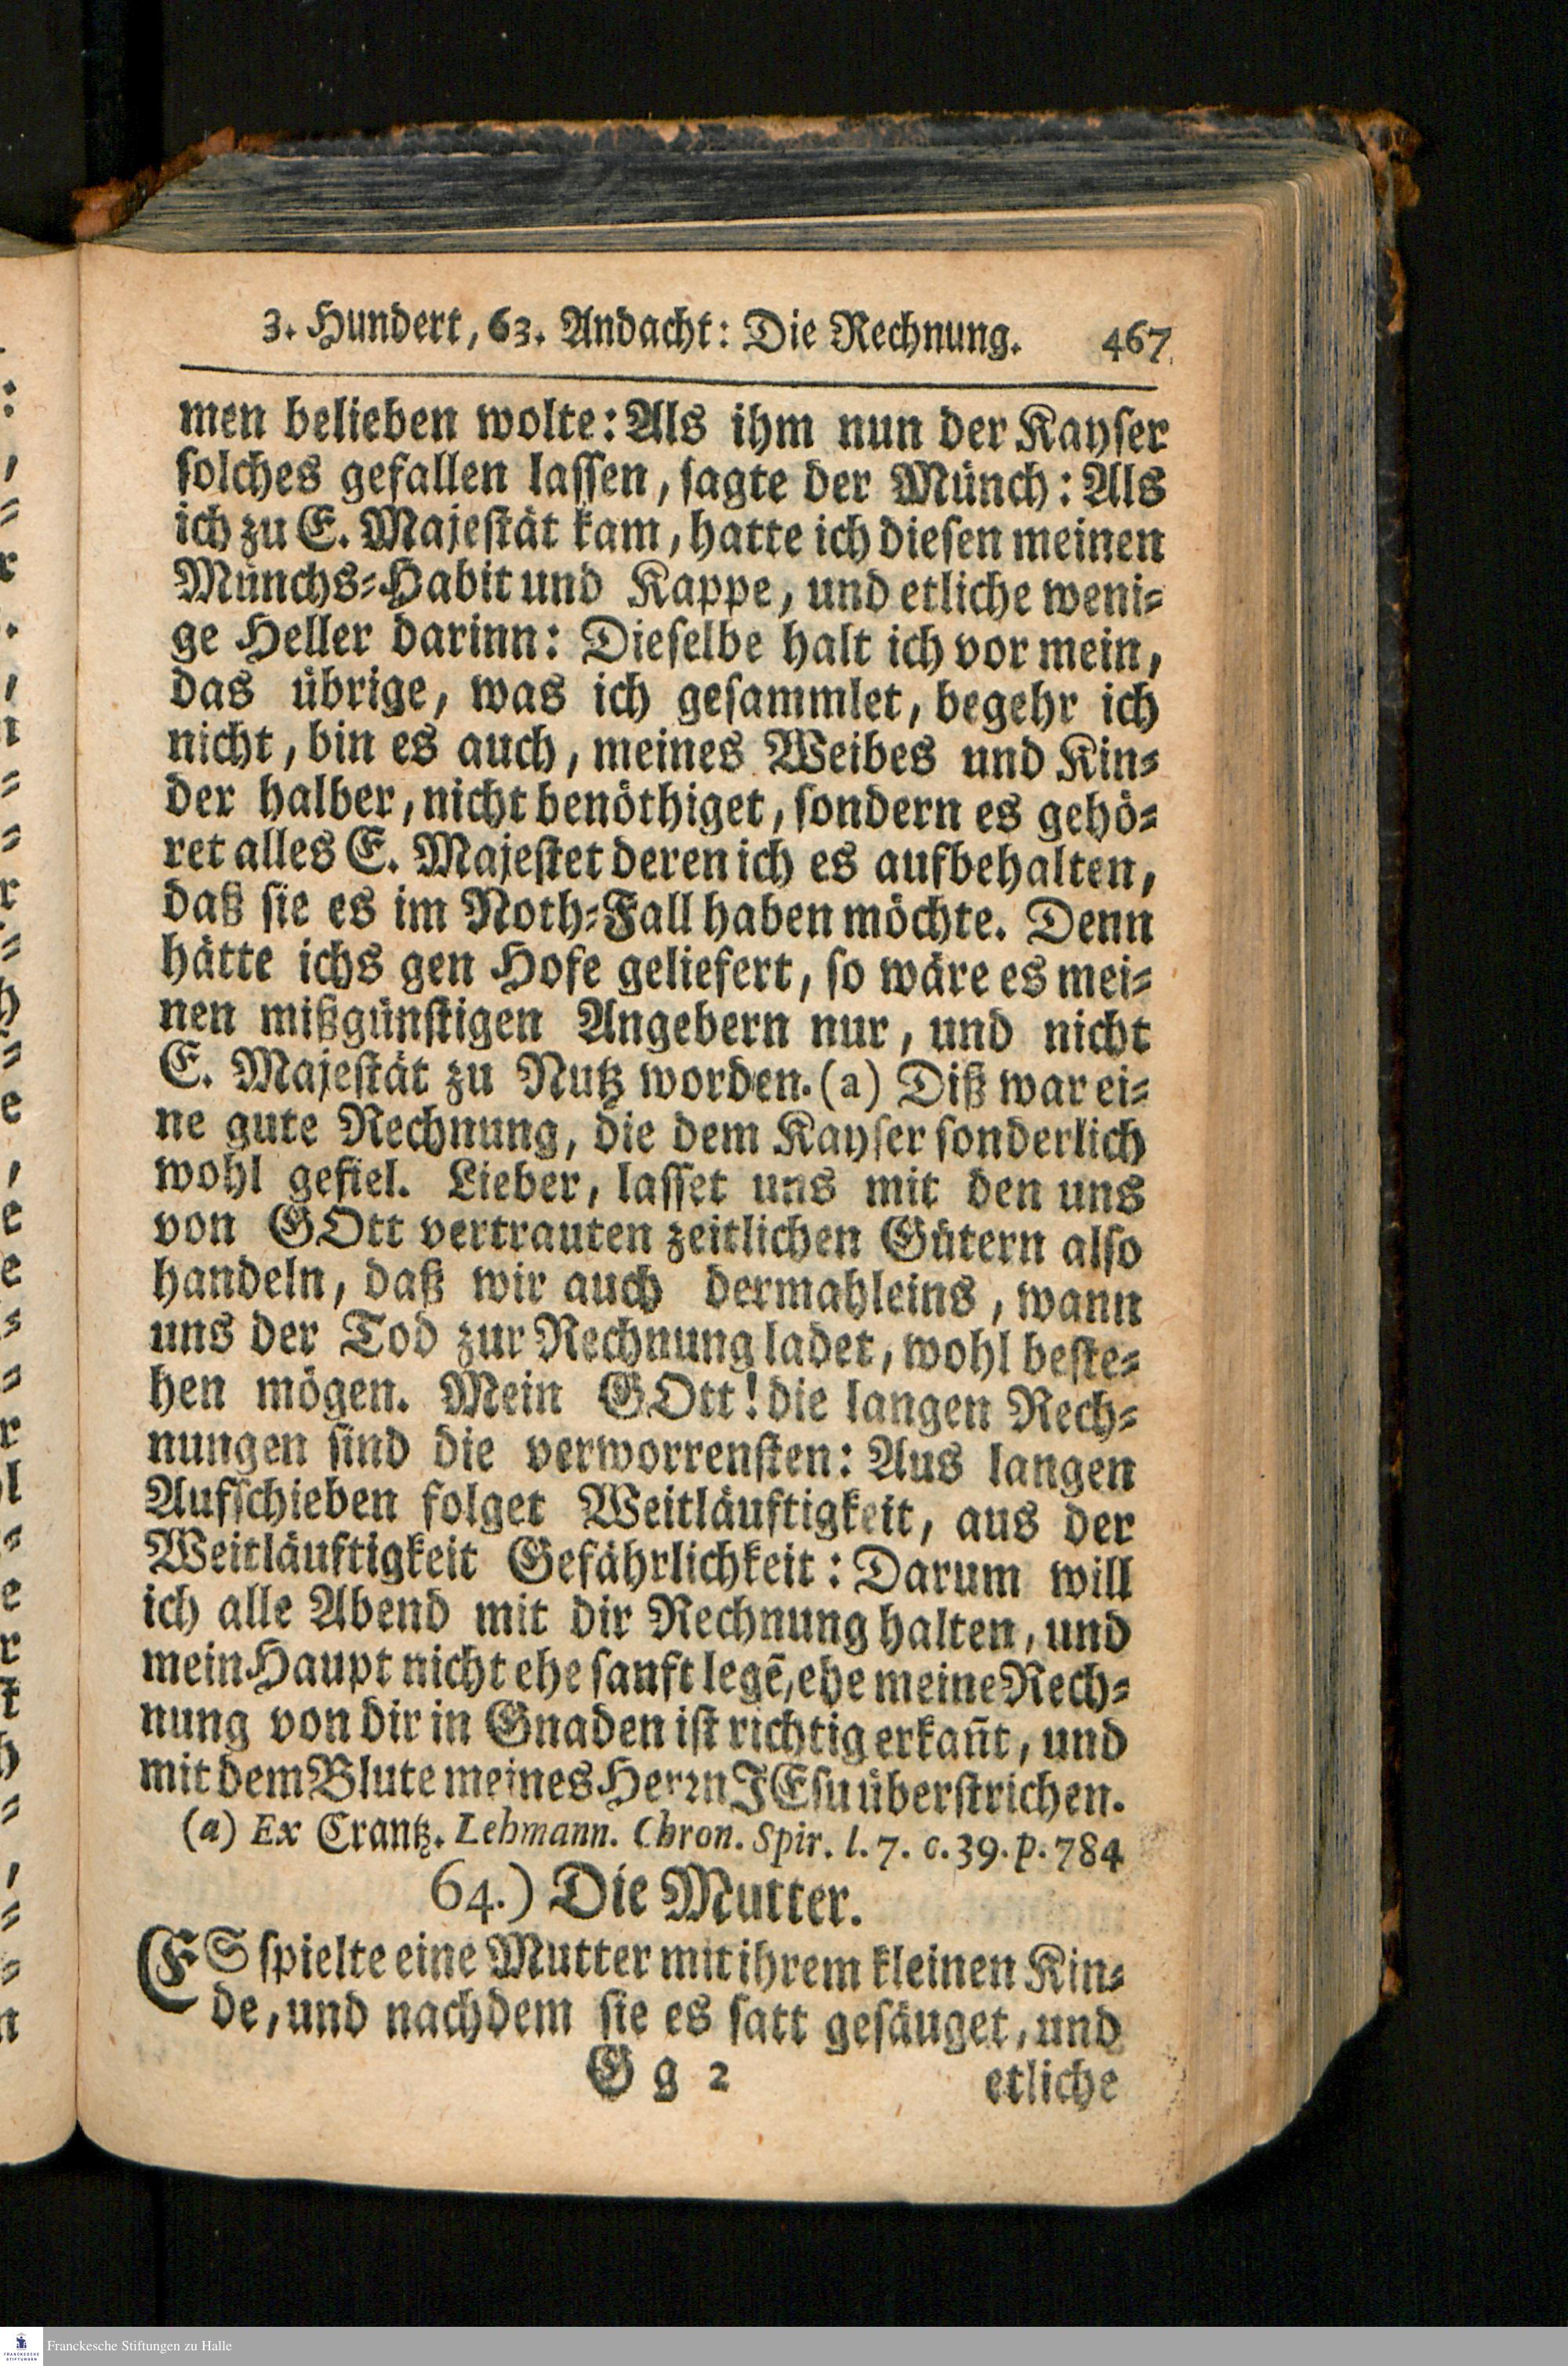 3. Hundert, 63. Andacht: Die Rechnung. 467
men belieben wolte: Als ihm nun der Kayſer
ſolches gefallen laſſen, ſagte der Münch: Als
ich zu E. Majeſtät kam, hatte ich dieſen meinen
Münchs-Habit und Kappe, und etliche weni-
ge Heller darinn: Dieſelbe halt ich vor mein,
das übrige, was ich geſammlet, begehr ich
nicht, bin es auch, meines Weibes und Kin-
der halber, nicht benöthiget, ſondern es gehö-
ret alles E. Majeſtet deren ich es aufbehalten,
daß ſie es im Noth-Fall haben möchte. Denn
hätte ichs gen Hofe geliefert, ſo wäre es mei-
nen mißgünſtigen Angebern nur, und nicht
E. Majeſtät zu Nutz worden. (a) Diß war ei-
ne gute Rechnung, die dem Kayſer ſonderlich
wohl gefiel. Lieber, laſſet uns mit den uns
von GOtt vertrauten zeitlichen Gütern alſo
handeln, daß wir auch dermahleins, wann
uns der Tod zur Rechnung ladet, wohl beſte-
hen mögen. Mein GOtt! die langen Rech-
nungen ſind die verworrenſten: Aus langen
Aufſchieben folget Weitläuftigkeit, aus der
Weitläuftigkeit Gefährlichkeit: Darum will
ich alle Abend mit dir Rechnung halten, und
mein Haupt nicht ehe ſanft legē, ehe meine Rech-
nung von dir in Gnaden iſt richtig erkañt, und
mit dem Blute meines Herrn JEſu überſtrichen.
(a) Ex Crantz. Lehmann. Chron. Spir. l. 7. c. 39. p. 784
64.) Die Mutter.
ES ſpielte eine Mutter mit ihrem kleinen Kin-
de, und nachdem ſie es ſatt geſäuget, und
G g 2 etliche
Franckesche Stiftungen zu Halle